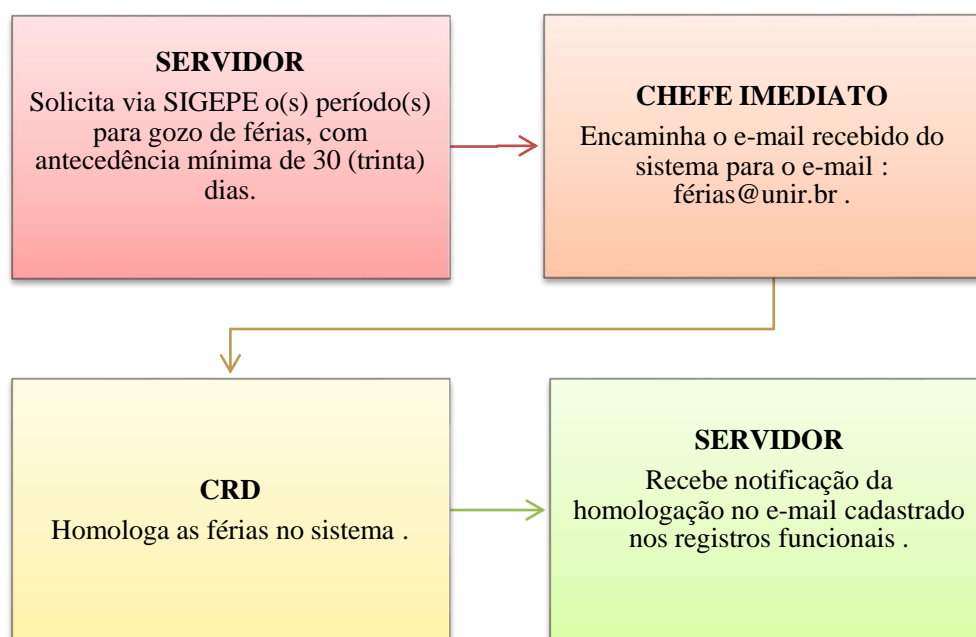 SERVIDOR
Solicita via SIGEPE o(s) período(s)
para gozo de férias, com
antecedência mínima de 30 (trinta)
dias.
CHEFE IMEDIATO
Encaminha o e-mail recebido do
sistema para o e-mail :
férias@unir.br .
CRD
Homologa as férias no sistema .
SERVIDOR
Recebe notificação da
homologação no e-mail cadastrado
nos registros funcionais .